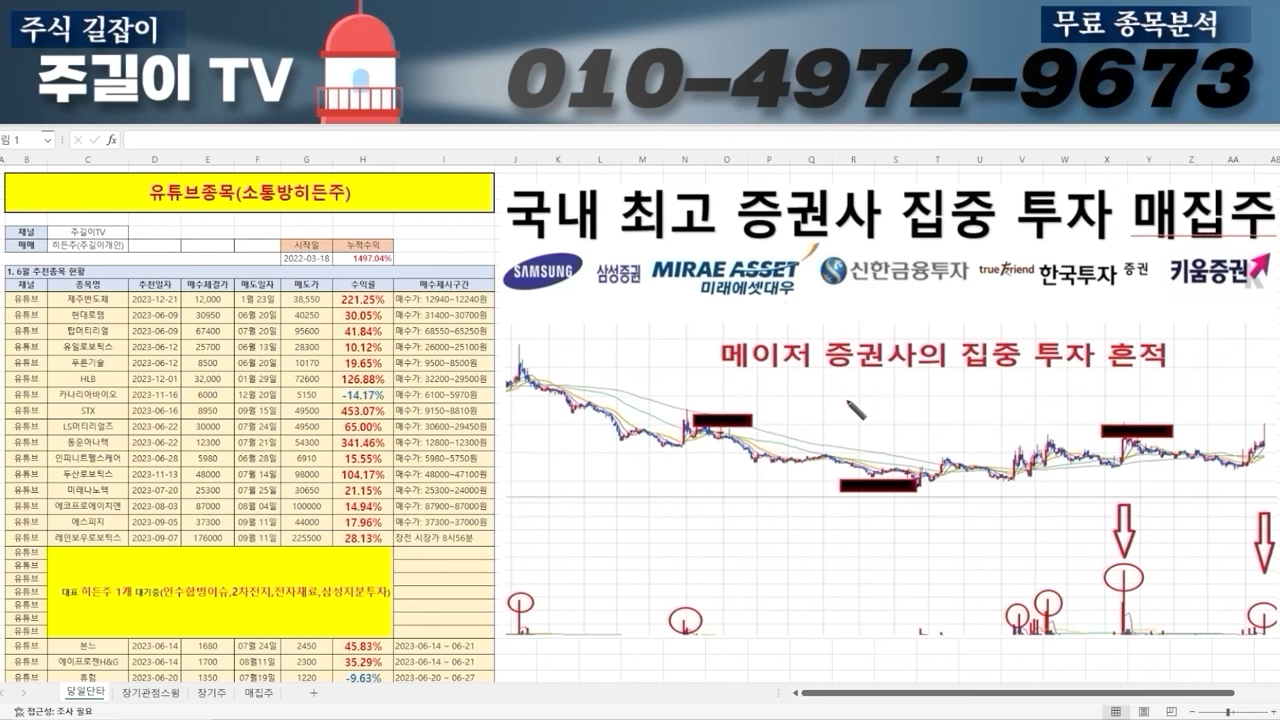 주식 길잡이
주길이 TV
무료 종목분석
010-4972-9673
림 1
fx
A B C D E F G H I J K L M N O P Q R S T U V W X Y Z AA AB
유튜브종목(소통방히든주)
채널 주길이TV
매매 히든주(주길이개인) 시작일 누적수익
2022-03-18 1497.04%
1. 6월 추천종목 현황
채널 종목명 추천일자 매수체결가 매도일자 매도가 수익률 매수제시구간
유튜브 제주반도체 2023-12-21 12,000 1월 23일 38,550 221.25% 매수가: 12940~12240원
유튜브 현대로템 2023-06-09 30950 06월 20일 40250 30.05% 매수가: 31400~30700원
유튜브 탑머티리얼 2023-06-09 67400 07월 20일 95600 41.84% 매수가: 68550~65250원
유튜브 유일로보틱스 2023-06-12 25700 06월 13일 28300 10.12% 매수가: 26000~25100원
유튜브 푸른기술 2023-06-12 8500 06월 20일 10170 19.65% 매수가: 9500~8500원
유튜브 HLB 2023-12-01 32,000 01월 29일 72600 126.88% 매수가: 32200~29500원
유튜브 카나리아바이오 2023-11-16 6000 12월 20일 5150 -14.17% 매수가: 6100~5970원
유튜브 STX 2023-06-16 8950 09월 15일 49500 453.07% 매수가: 9150~8810원
유튜브 LS머티리얼즈 2023-06-22 30000 07월 24일 49500 65.00% 매수가: 30600~29450원
유튜브 동운아나텍 2023-06-22 12300 07월 21일 54300 341.46% 매수가: 12800~12300원
유튜브 인피니트헬스케어 2023-06-28 5980 06월 28일 6910 15.55% 매수가: 5980~5750원
유튜브 두산로보틱스 2023-11-13 48000 07월 14일 98000 104.17% 매수가: 48000~47100원
유튜브 미래나노텍 2023-07-20 25300 07월 25일 30650 21.15% 매수가: 25300~24000원
유튜브 에코프로에이치엔 2023-08-03 87000 08월 04일 100000 14.94% 매수가: 87900~87000원
유튜브 에스피지 2023-09-05 37300 09월 11일 44000 17.96% 매수가: 37300~37000원
유튜브 레인보우로보틱스 2023-09-07 176000 09월 11일 225500 28.13% 장전 시장가 8시56분
유튜브
유튜브
유튜브
유튜브 대표 히든주 1개 대기중(인수합병이슈,2차전지,전자재료,삼성지분투자)
유튜브
유튜브
유튜브
유튜브 본느 2023-06-14 1680 07월 24일 2450 45.83% 2023-06-14 ~ 06-21
유튜브 에이프로젠H&G 2023-06-14 1700 08월11일 2300 35.29% 2023-06-14 ~ 06-21
유튜브 휴럼 2023-06-20 1350 07월19일 1220 -9.63% 2023-06-20 ~ 06-27
국내 최고 증권사 집중 투자 매집주
SAMSUNG 삼성증권 MIRAE ASSET 미래에셋대우 신한금융투자 true friend 한국투자 증권 키움증권
메이저 증권사의 집중 투자 흔적
당일단타 장기관점스윙 장기주 매집주 +
접근성: 조사 필요